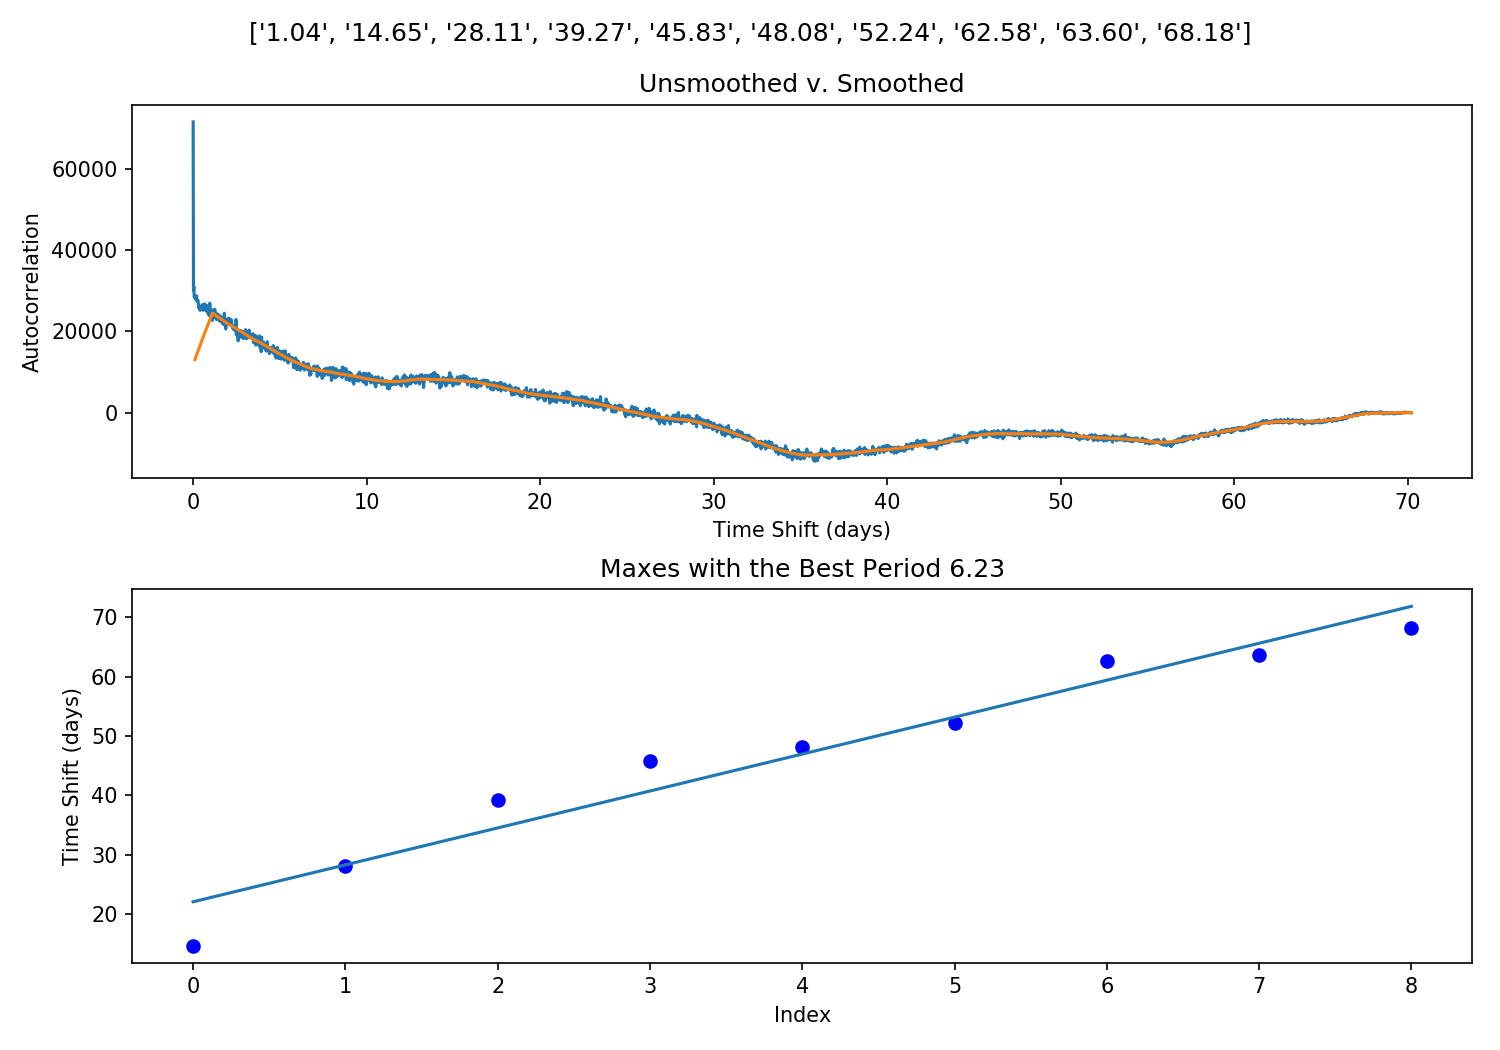 ['1.04', '14.65', '28.11', '39.27', '45.83', '48.08', '52.24', '62.58', '63.60', '68.18']
Unsmoothed v. Smoothed
Autocorrelation
60000
40000
20000
0
0 10 20 30 40 50 60 70
Time Shift (days)
Maxes with the Best Period 6.23
Time Shift (days)
70
60
50
40
30
20
0 1 2 3 4 5 6 7 8
Index